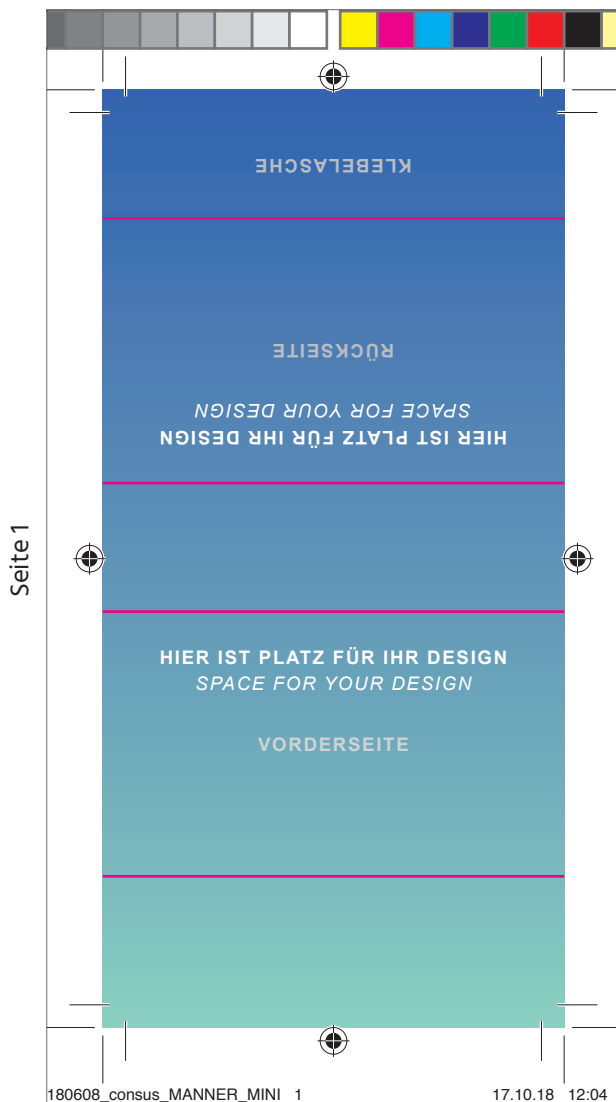 KLEBELASCHE
RÜCKSEITE
SPACE FOR YOUR DESIGN
HIER IST PLATZ FÜR IHR DESIGN
Seite 1
HIER IST PLATZ FÜR IHR DESIGN
SPACE FOR YOUR DESIGN
VORDERSEITE
180608_consus_MANNER_MINI 1 17.10.18 12:04